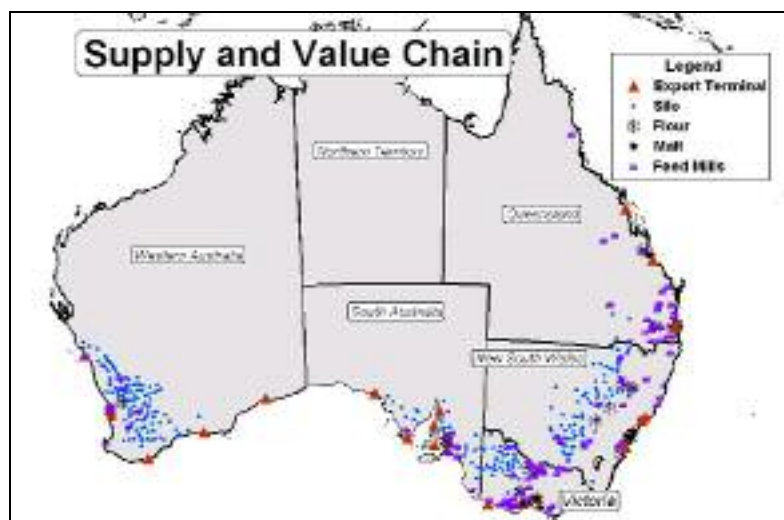 Supply and Value Chain
Legend
Export Terminal
Silo
Flour
Malt
Feed Mills
Northern Territory
Queensland
Western Australia
South Australia
New South Wales
Victoria